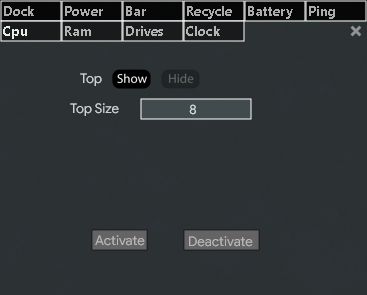 Dock Power Bar Recycle Battery Ping
Cpu Ram Drives Clock
Top Show Hide
Top Size 8
Activate Deactivate